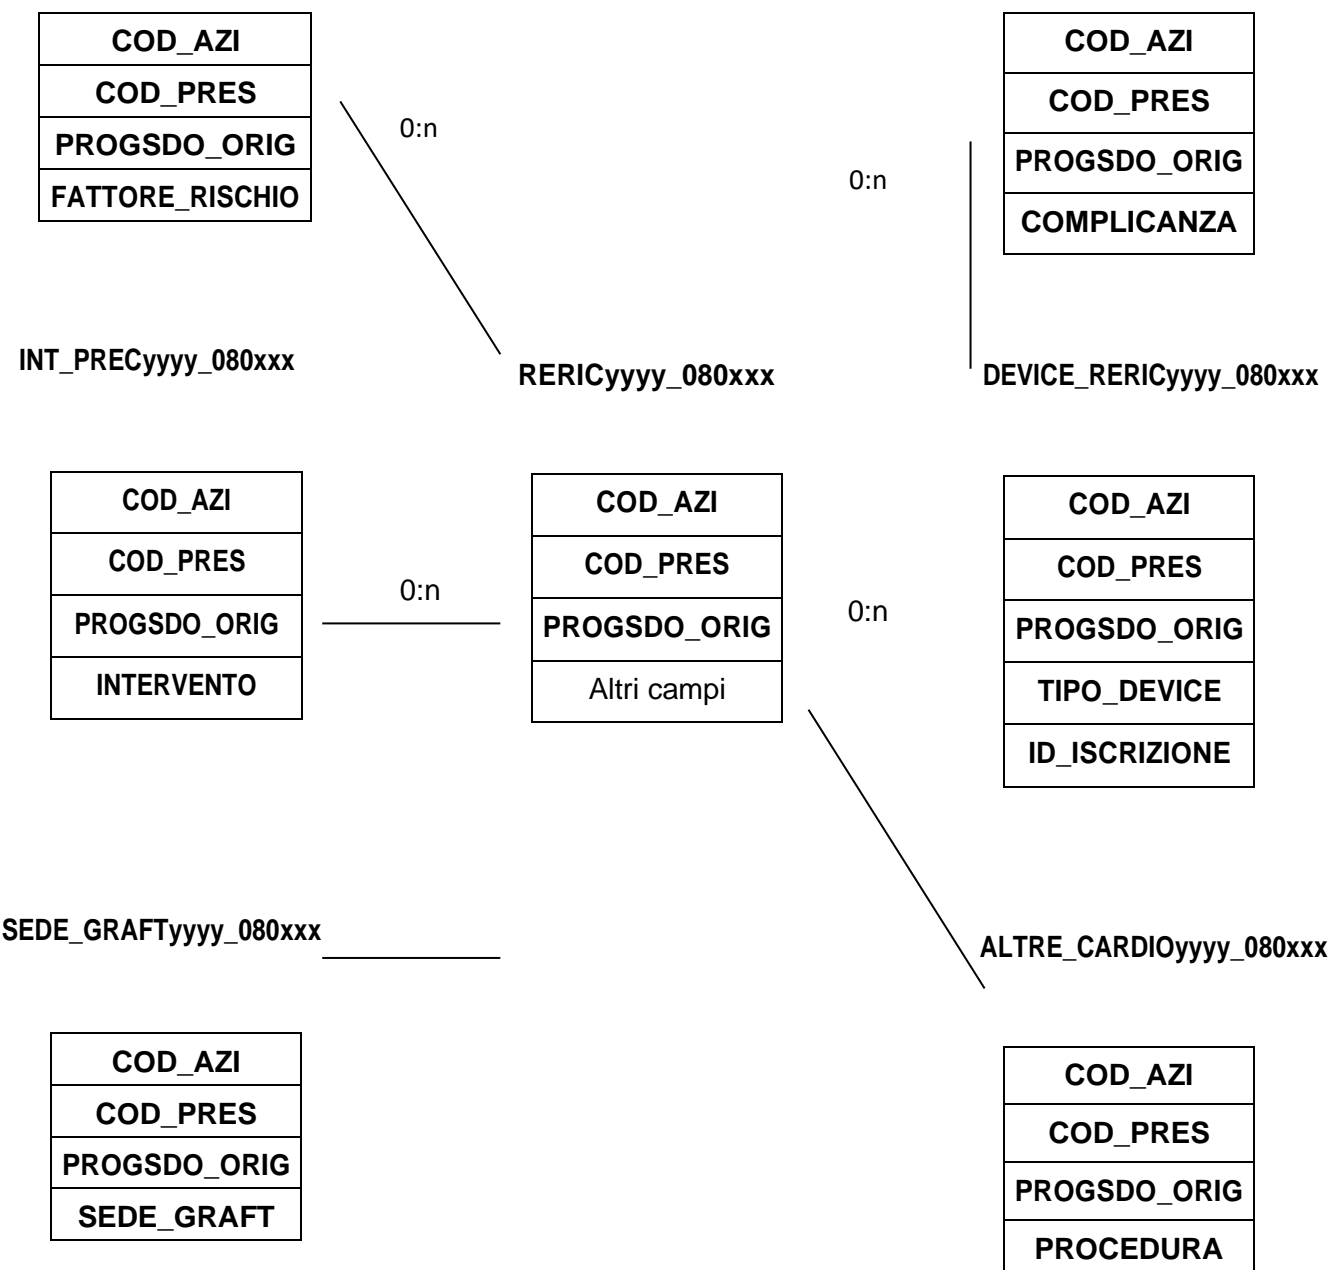 COD_AZI
COD_PRES
PROGSDO_ORIG
FATTORE_RISCHIO
0:n
0:n
COD_AZI
COD_PRES
PROGSDO_ORIG
COMPLICANZA
INT_PRECyyyy_080xxx
RERICyyyy_080xxx
DEVICE_RERICyyyy_080xxx
COD_AZI
COD_PRES
PROGSDO_ORIG
INTERVENTO
0:n
COD_AZI
COD_PRES
PROGSDO_ORIG
Altri campi
0:n
COD_AZI
COD_PRES
PROGSDO_ORIG
TIPO_DEVICE
ID_ISCRIZIONE
SEDE_GRAFTyyyy_080xxx
ALTRE_CARDIOyyyy_080xxx
COD_AZI
COD_PRES
PROGSDO_ORIG
SEDE_GRAFT
COD_AZI
COD_PRES
PROGSDO_ORIG
PROCEDURA